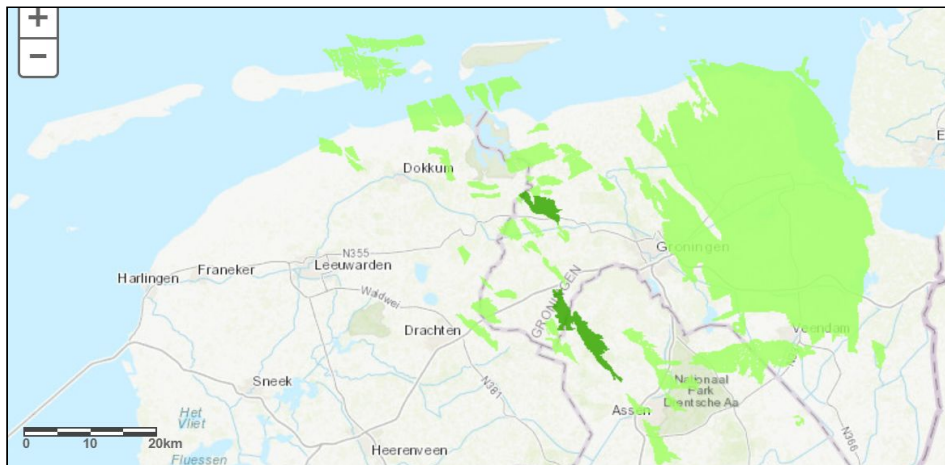 +
−
E
Dokkum
N355
Groningen
Harlingen
Franeker
Leeuwarden
Waldwei
GRONINGEN
Drachten
Veendam
Sneek
N381
Nationaal
Park
Drentsche Aa
Assen
Het
Vliet
N366
0 10 20km
Heerenveen
Fluessen